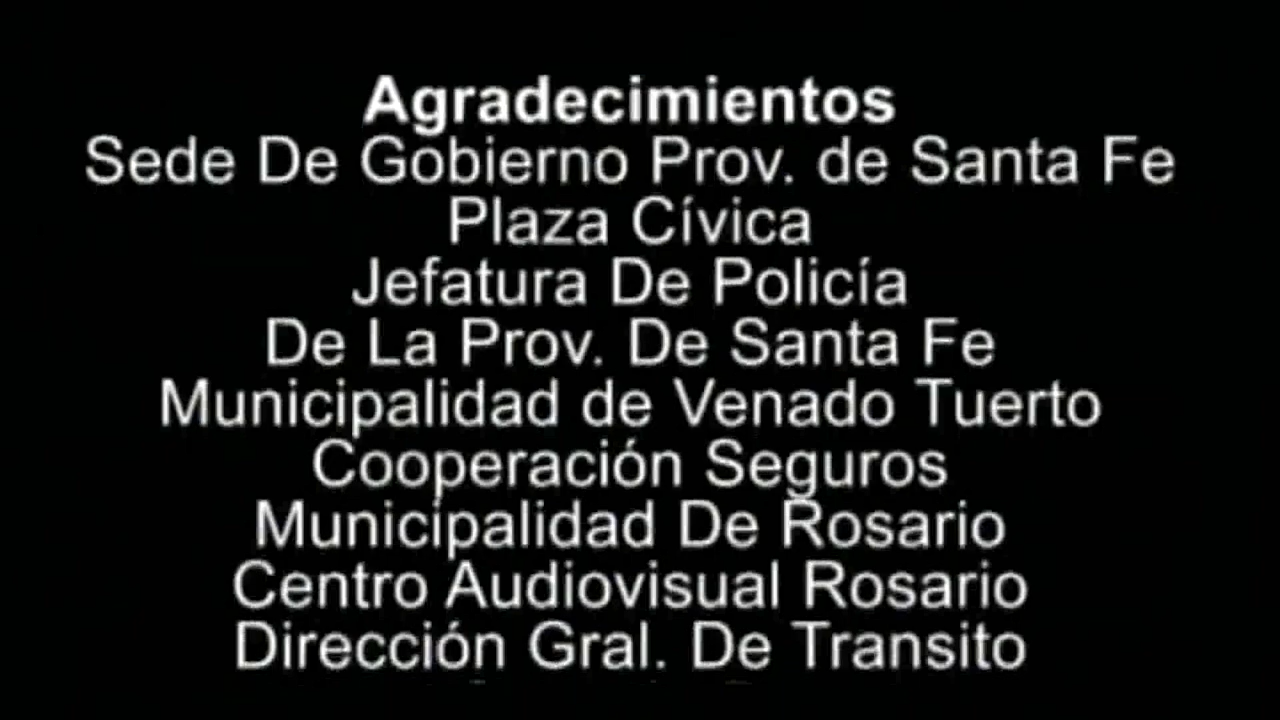 Agradecimientos
Sede De Gobierno Prov. de Santa Fe
Plaza Cívica
Jefatura De Policía
De La Prov. De Santa Fe
Municipalidad de Venado Tuerto
Cooperación Seguros
Municipalidad De Rosario
Centro Audiovisual Rosario
Dirección Gral. De Transito